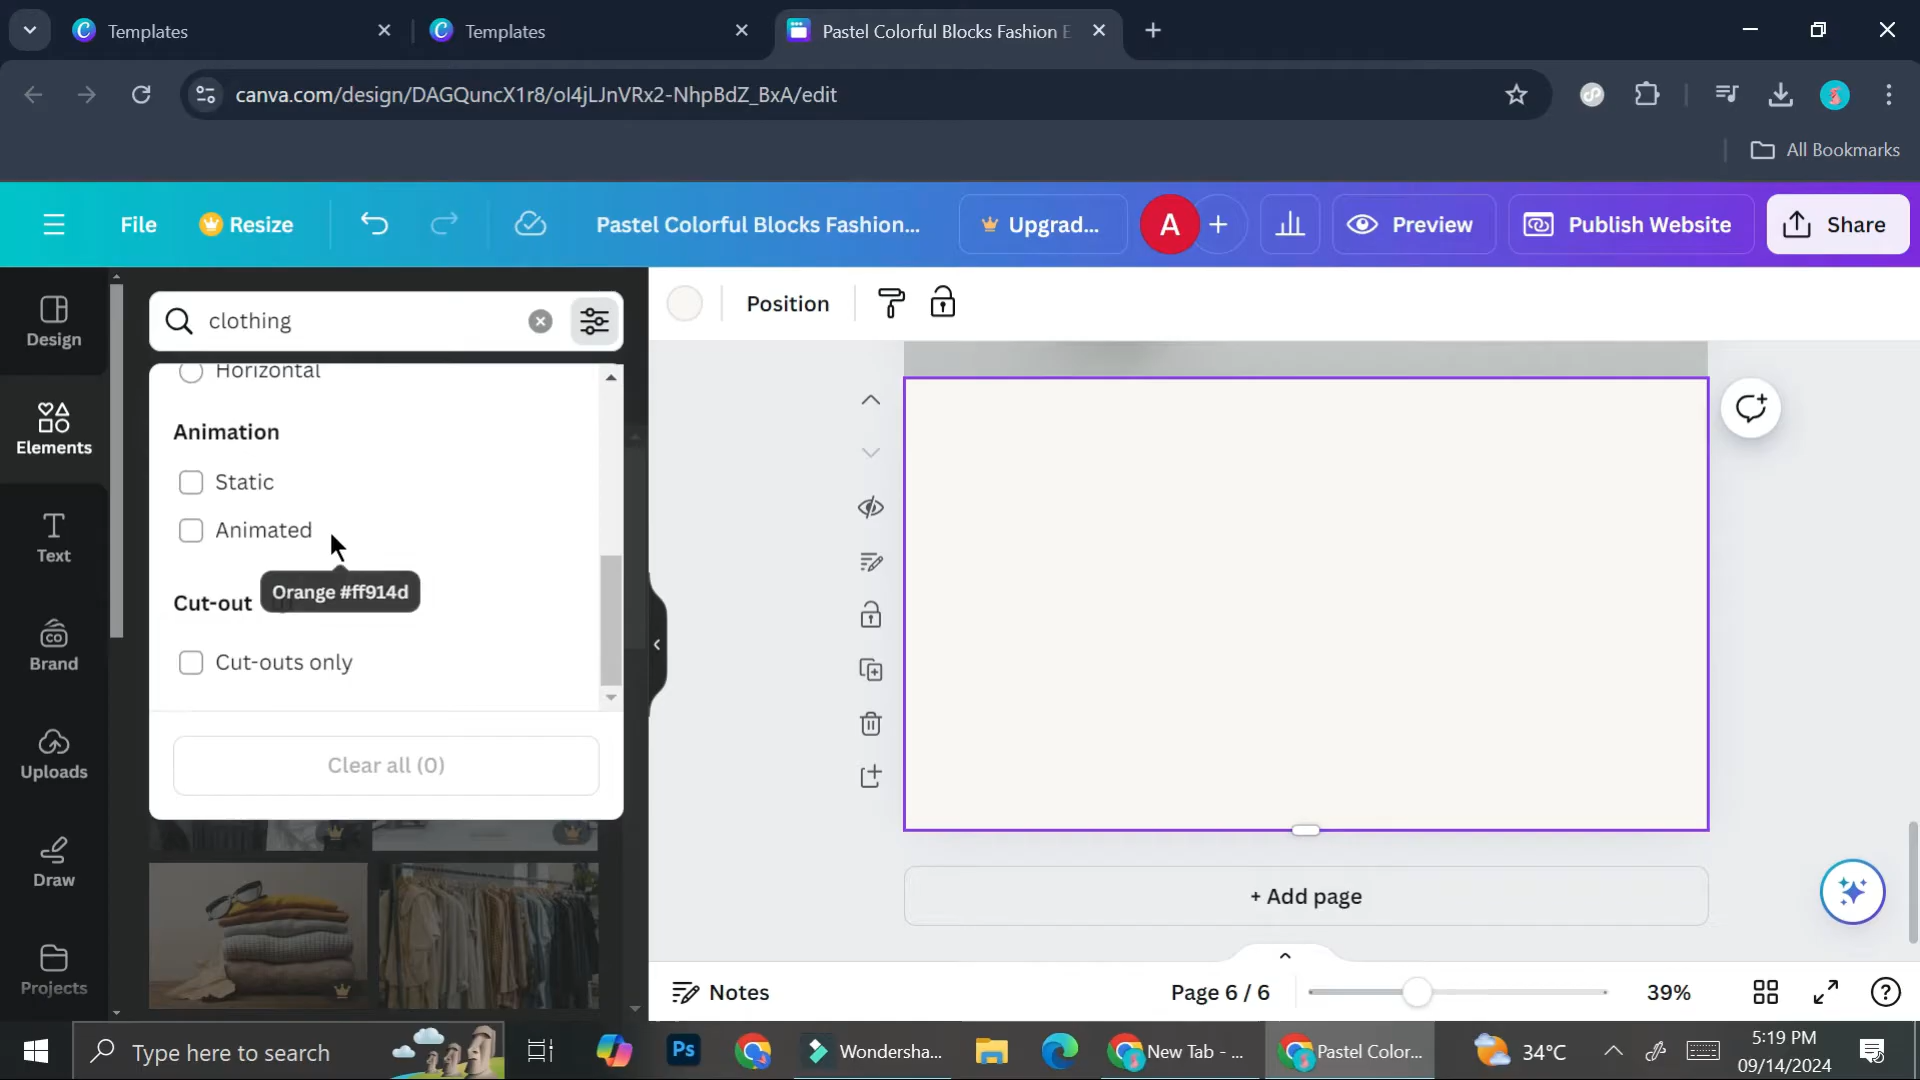 Templates
Templates
Pastel Colorful Blocks Fashion E
canva.com/design/DAGQuncX1r8/oI4jLJnVRx2-NhpBdZ_BxA/edit
All Bookmarks
File
Resize
Pastel Colorful Blocks Fashion...
Upgrad...
A
Preview
Publish Website
Share
Design
Elements
Text
Brand
Uploads
Draw
Projects
clothing
Horizontal
Animation
Static
Animated
Orange #ff914d
Cut-out
Cut-outs only
Clear all (0)
Position
+ Add page
Notes
Page 6 / 6
39%
Type here to search
Ps
Wondersha...
New Tab - ...
Pastel Color...
34°C
5:19 PM
09/14/2024